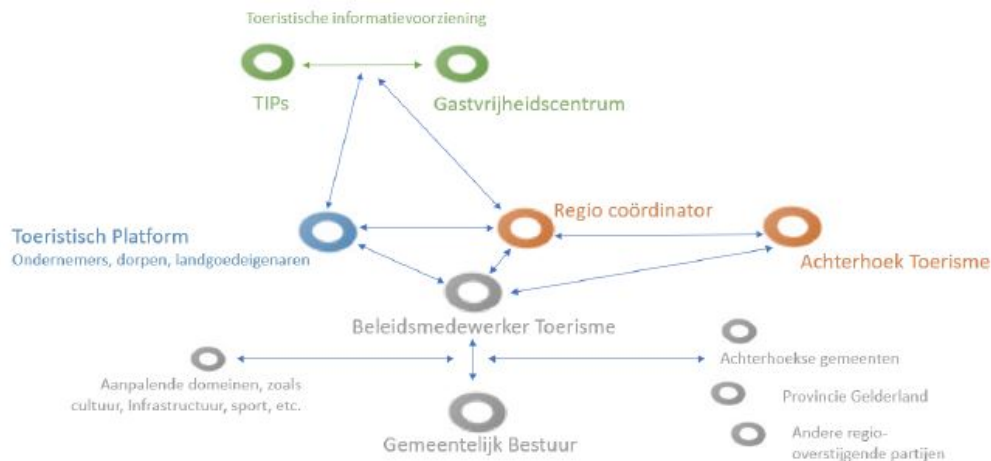 Toeristische informatievoorziening
TIPs
Gastvrijheidscentrum
Regio coördinator
Toeristisch Platform
Ondernemers, dorpen, landgoedeigenaren
Achterhoek Toerisme
Beleidsmedewerker Toerisme
Achterhoekse gemeenten
Aanpalende domeinen, zoals
cultuur, Infrastructuur, sport, etc.
Provincie Gelderland
Gemeentelijk Bestuur
Andere regio-
overstijgende partijen